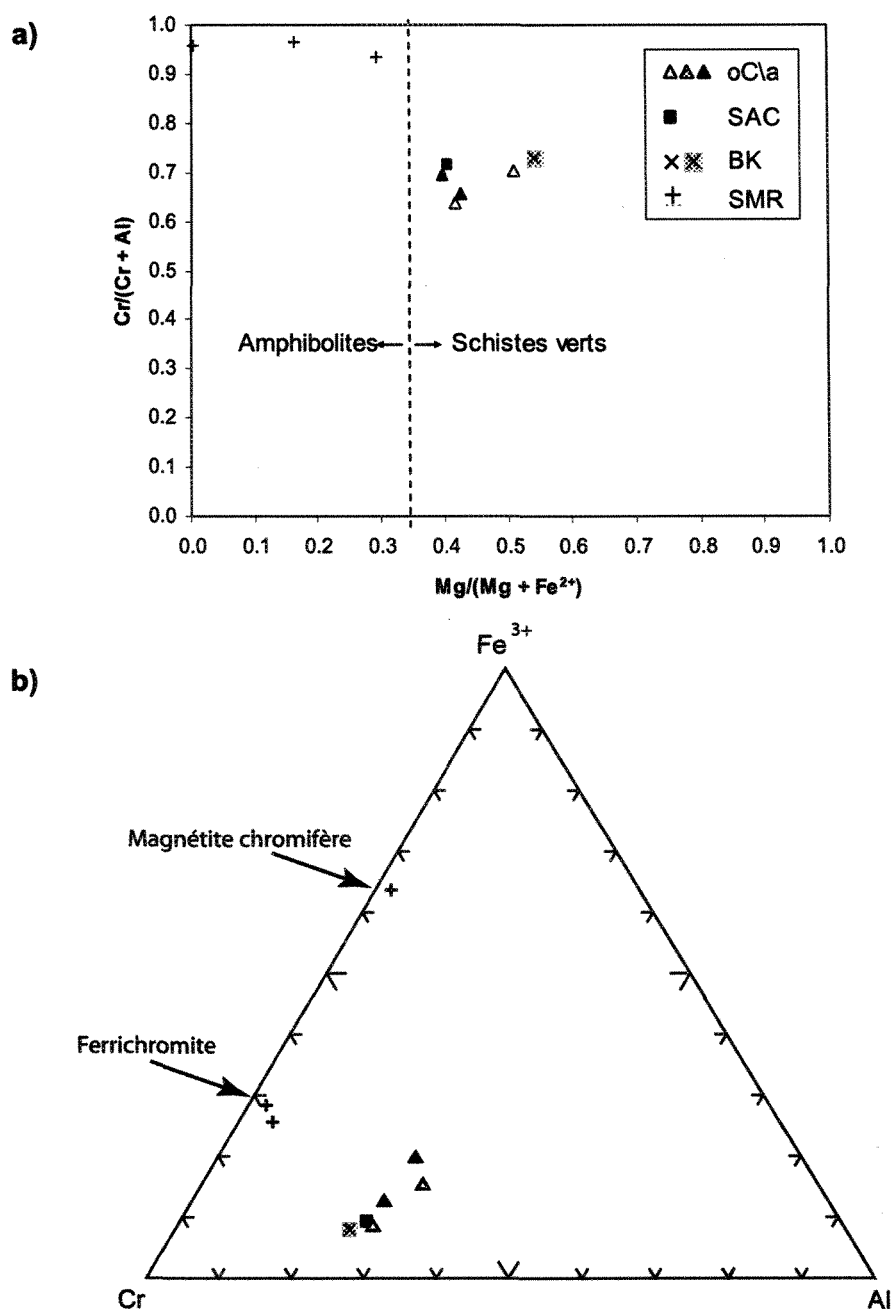 a)
1.0
0.9
0.8
0.7
0.6
0.5
0.4
0.3
0.2
0.1
0.0
Cr/(Cr + Al)
oC\a
SAC
BK
SMR
Amphibolites
Schistes verts
0.0 0.1 0.2 0.3 0.4 0.5 0.6 0.7 0.8 0.9 1.0
Mg/(Mg + Fe²⁺)
b)
Fe³⁺
Magnétite chromifère
Ferrichromite
Cr
Al